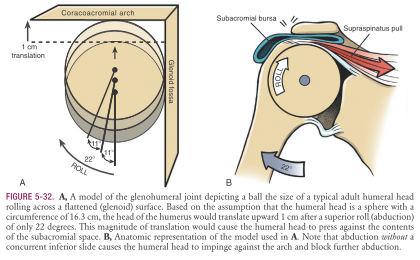 Coracoacromial arch
1 cm
translation
Glenoid fossa
11°
11°
22°
ROLL
A
Subacromial bursa
Supraspinatus pull
ROLL
22°
B
FIGURE 5-32. A, A model of the glenohumeral joint depicting a ball the size of a typical adult humeral head
rolling across a flattened (glenoid) surface. Based on the assumption that the humeral head is a sphere with a
circumference of 16.3 cm, the head of the humerus would translate upward 1 cm after a superior roll (abduction)
of only 22 degrees. This magnitude of translation would cause the humeral head to press against the contents
of the subacromial space. B, Anatomic representation of the model used in A. Note that abduction without a
concurrent inferior slide causes the humeral head to impinge against the arch and block further abduction.